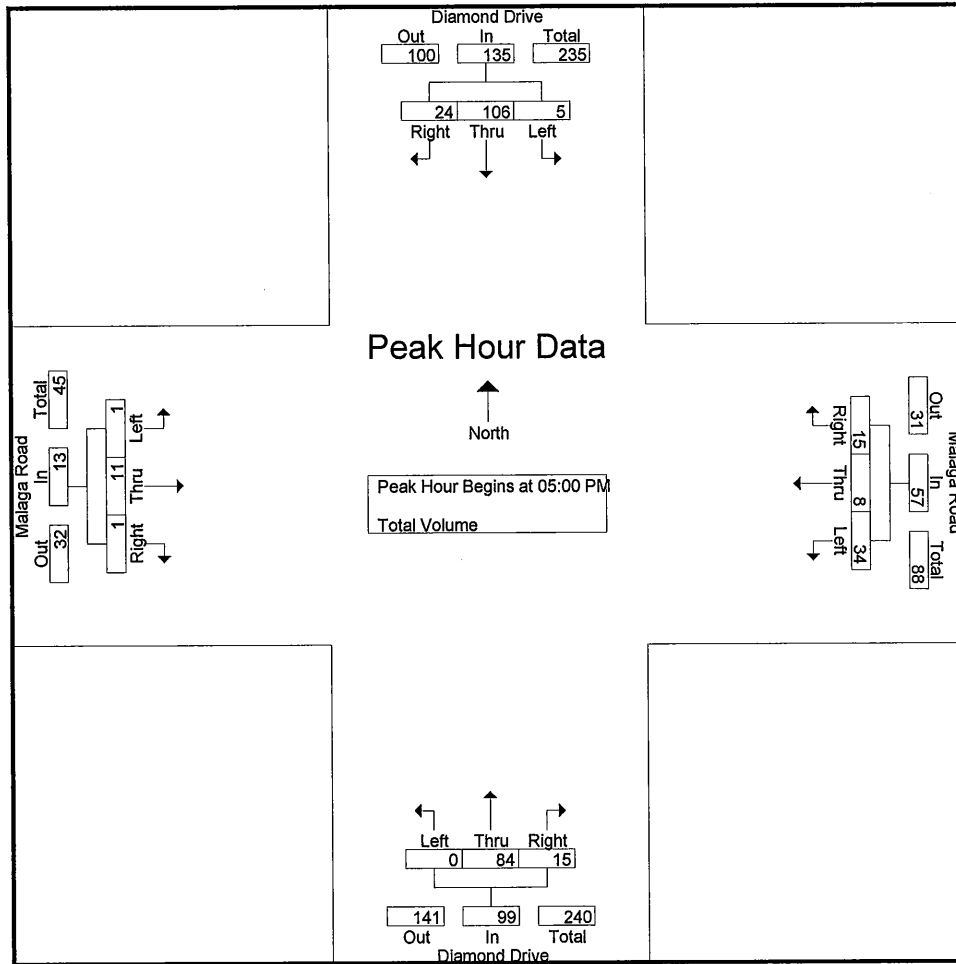 Diamond Drive
Out In Total
100 135 235
24 106 5
Right Thru Left
Peak Hour Data
North
Peak Hour Begins at 05:00 PM
Total Volume
Malaga Road
Total In Out
45 13 32
1 11 1
Left Thru Right
Right Thru Left
15 8 34
31 57 88
Out In Total
Malaga Road
Left Thru Right
0 84 15
141 99 240
Out In Total
Diamond Drive